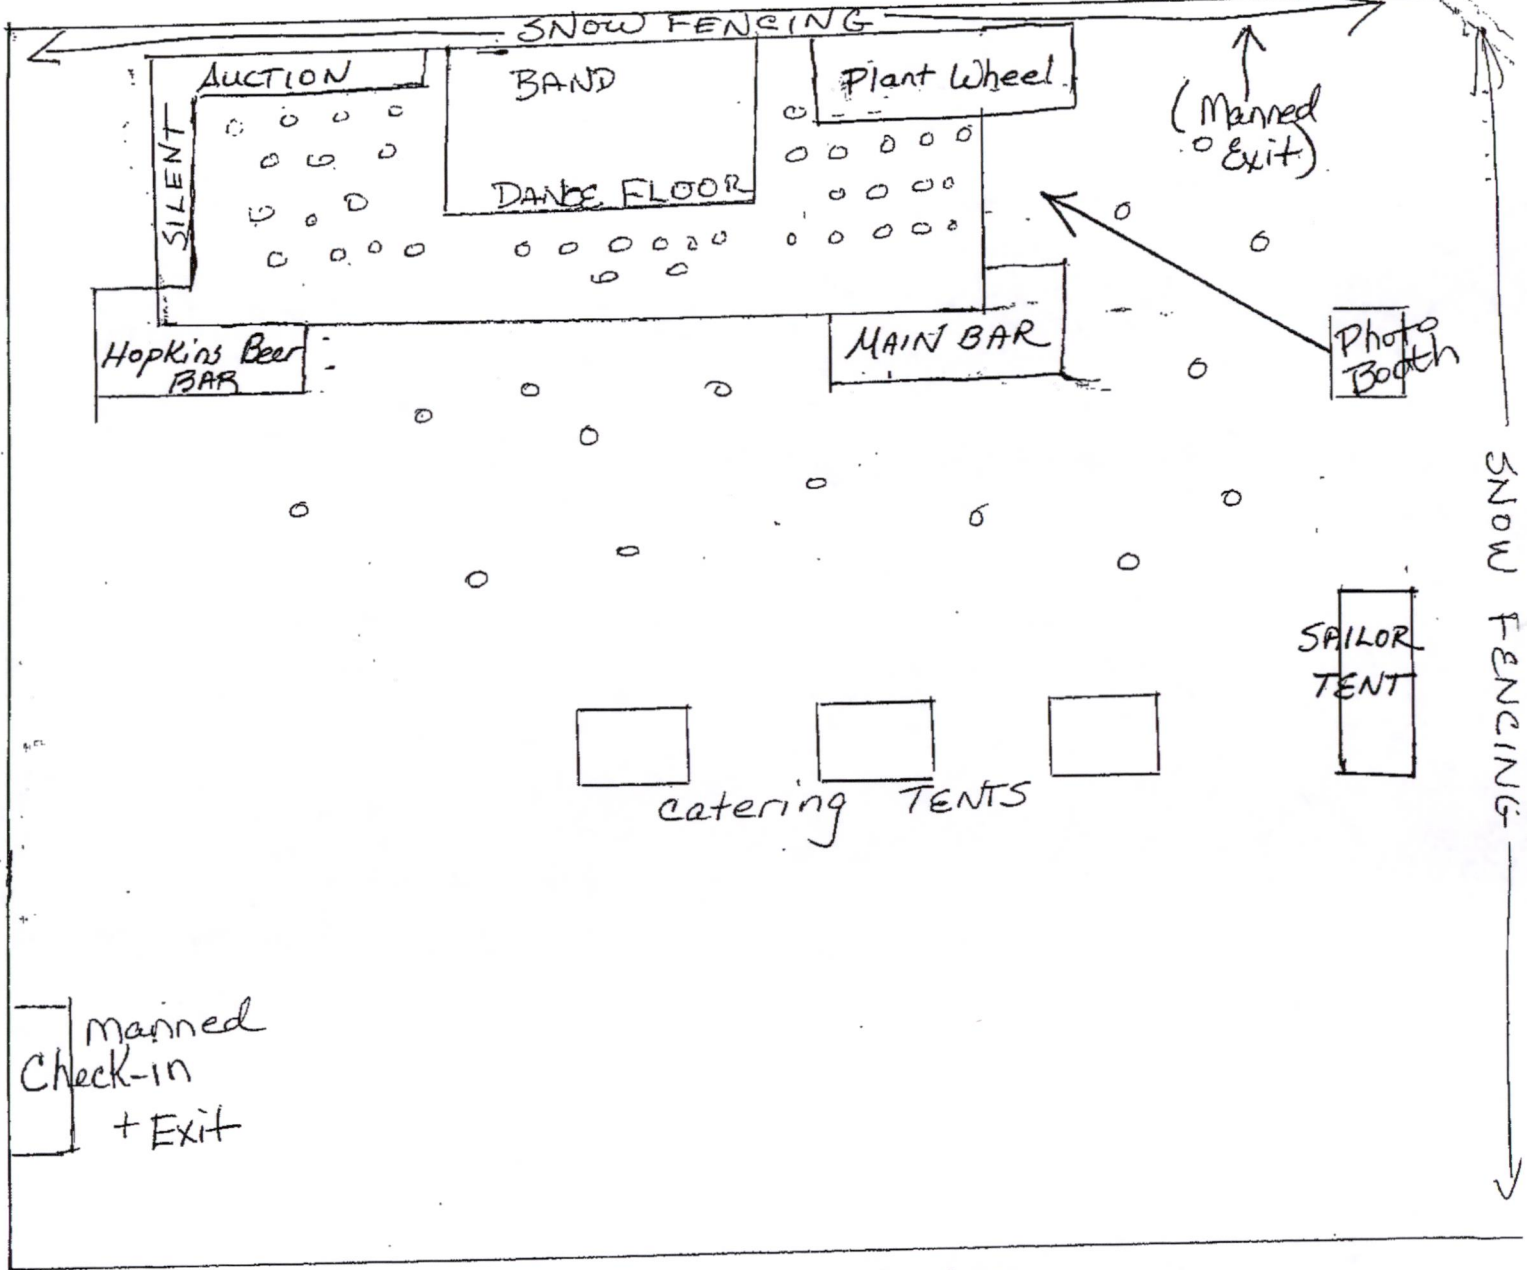 SNOW FENCING
AUCTION
BAND
Plant Wheel
(Manned
Exit)
SILENT
DANCE FLOOR
Hopkins Beer
BAR
MAIN BAR
Photo
Booth
SNOW FENCING
SAILOR
TENT
catering TENTS
Manned
Check-in
+ Exit